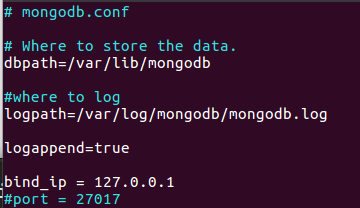 # mongodb.conf
# Where to store the data.
dbpath=/var/lib/mongodb
#where to log
logpath=/var/log/mongodb/mongodb.log
logappend=true
bind_ip = 127.0.0.1
#port = 27017